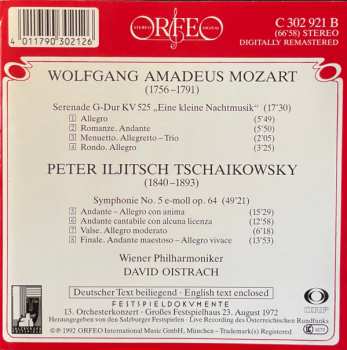 C 302 921 B
(66'58) STEREO
DIGITALLY REMASTERED
STEREO ORFEO DIGITAL
4 011790 302126
WOLFGANG AMADEUS MOZART
(1756–1791)
Serenade G-Dur KV 525 „Eine kleine Nachtmusik" (17'30)
1 Allegro (5'49)
2 Romanze. Andante (5'50)
3 Menuetto. Allegretto – Trio (2'05)
4 Rondo. Allegro (3'25)
PETER ILJITSCH TSCHAIKOWSKY
(1840–1893)
Symphonie No. 5 e-moll op. 64 (49'21)
5 Andante – Allegro con anima (15'29)
6 Andante cantabile con alcuna licenza (12'58)
7 Valse. Allegro moderato (6'18)
8 Finale. Andante maestoso – Allegro vivace (13'53)
Wiener Philharmoniker
DAVID OISTRACH
Deutscher Text beiliegend · English text enclosed
FESTSPIELDOKUMENTE
13. Orchesterkonzert · Großes Festspielhaus 23. August 1972
Herausgegeben von den Salzburger Festspielen · Live Recording des Österreichischen Rundfunks
ORF
℗ © 1992 ORFEO International Music GmbH, München – Trademark(s) Registered